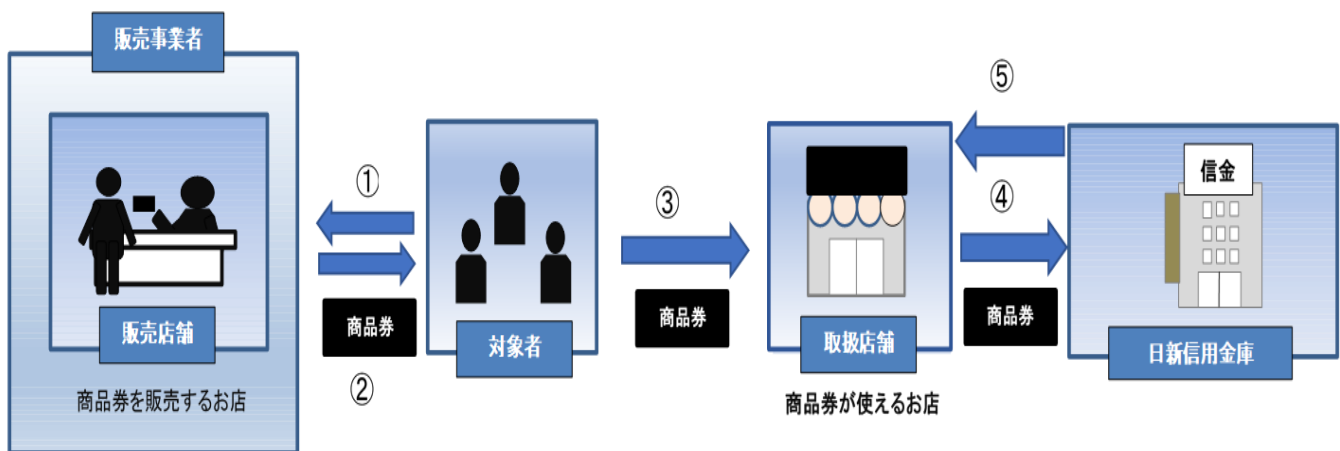 販売事業者
販売店舗
商品券を販売するお店
①
商品券
②
対象者
③
商品券
取扱店舗
商品券が使えるお店
⑤
④
商品券
信金
日新信用金庫